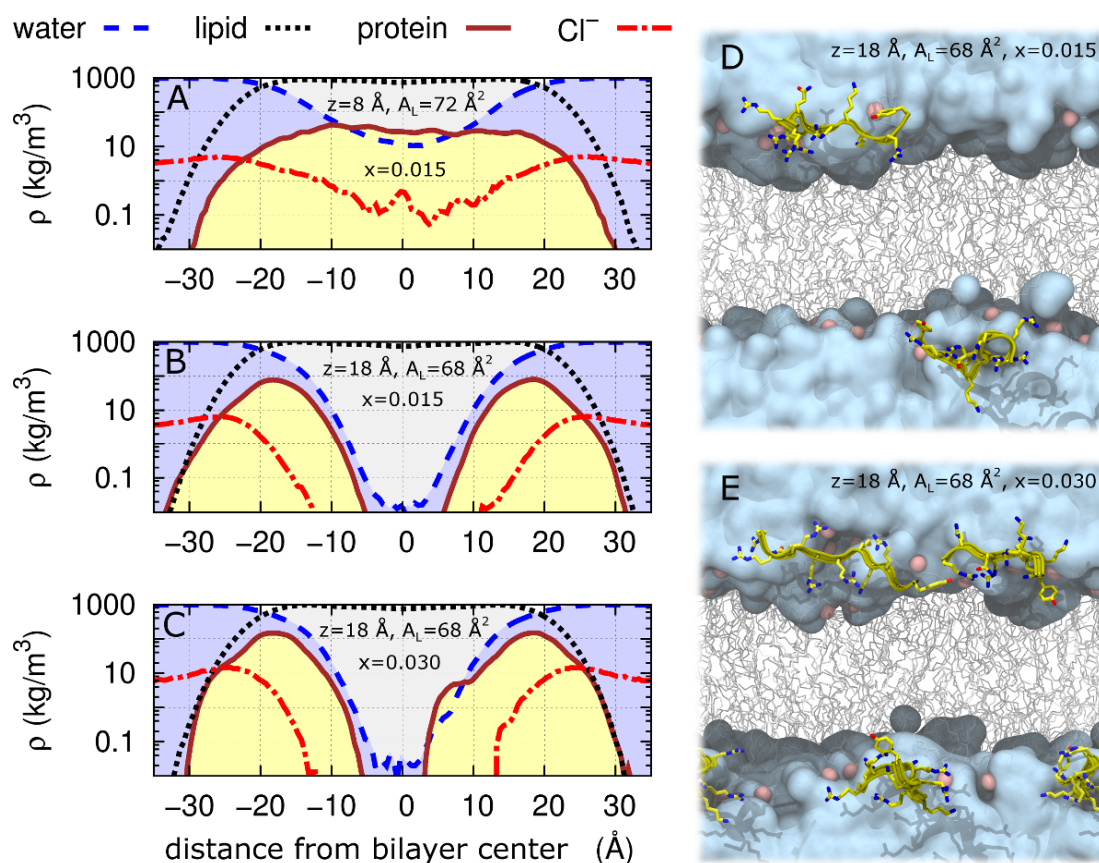 water lipid protein Cl⁻
A
z=8 Å, A_L=72 Å²
x=0.015
1000
10
0.1
ρ (kg/m³)
−30 −20 −10 0 10 20 30
B
z=18 Å, A_L=68 Å²
x=0.015
1000
10
0.1
ρ (kg/m³)
−30 −20 −10 0 10 20 30
C
z=18 Å, A_L=68 Å²
x=0.030
1000
10
0.1
ρ (kg/m³)
−30 −20 −10 0 10 20 30
distance from bilayer center (Å)
D
z=18 Å, A_L=68 Å², x=0.015
E
z=18 Å, A_L=68 Å², x=0.030